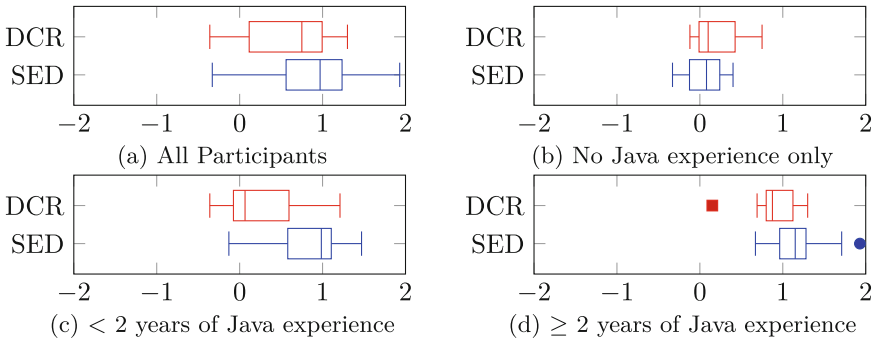 DCR
SED
−2 −1 0 1 2
(a) All Participants
DCR
SED
−2 −1 0 1 2
(b) No Java experience only
DCR
SED
−2 −1 0 1 2
(c) < 2 years of Java experience
DCR
SED
−2 −1 0 1 2
(d) ≥ 2 years of Java experience